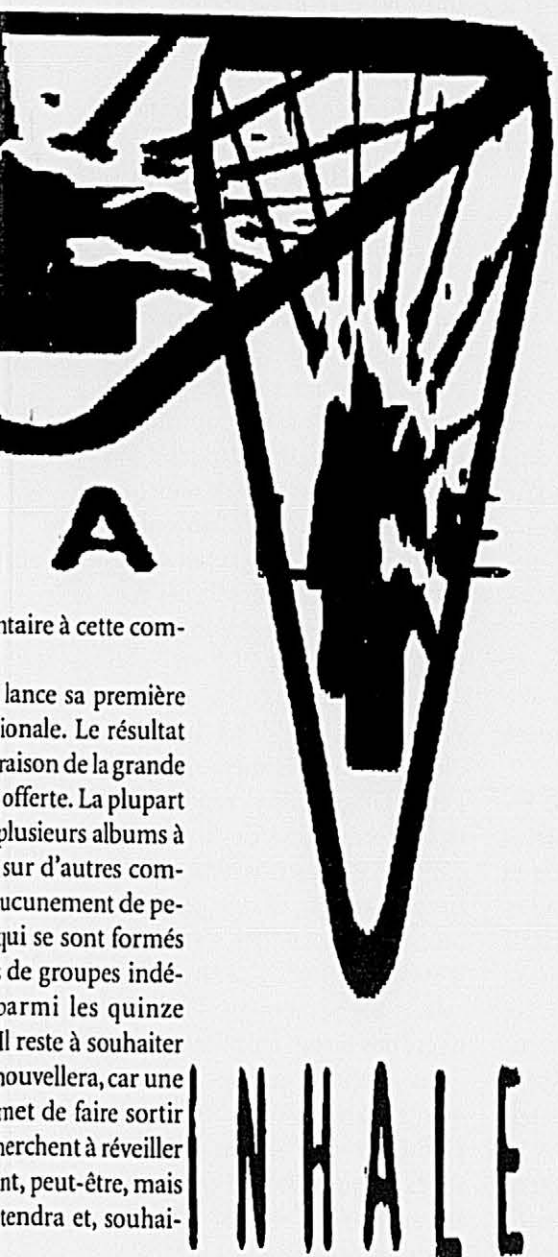 A
ntaire à cette com-
lance sa première
ionale. Le résultat
raison de la grande
offerte. La plupart
plusieurs albums à
sur d'autres com-
ucunement de pe-
qui se sont formés
s de groupes indé-
parmi les quinze
Il reste à souhaiter
nouvellera, car une
met de faire sortir
herchent à réveiller
nt, peut-être, mais
tendra et, souhai-
INHALE